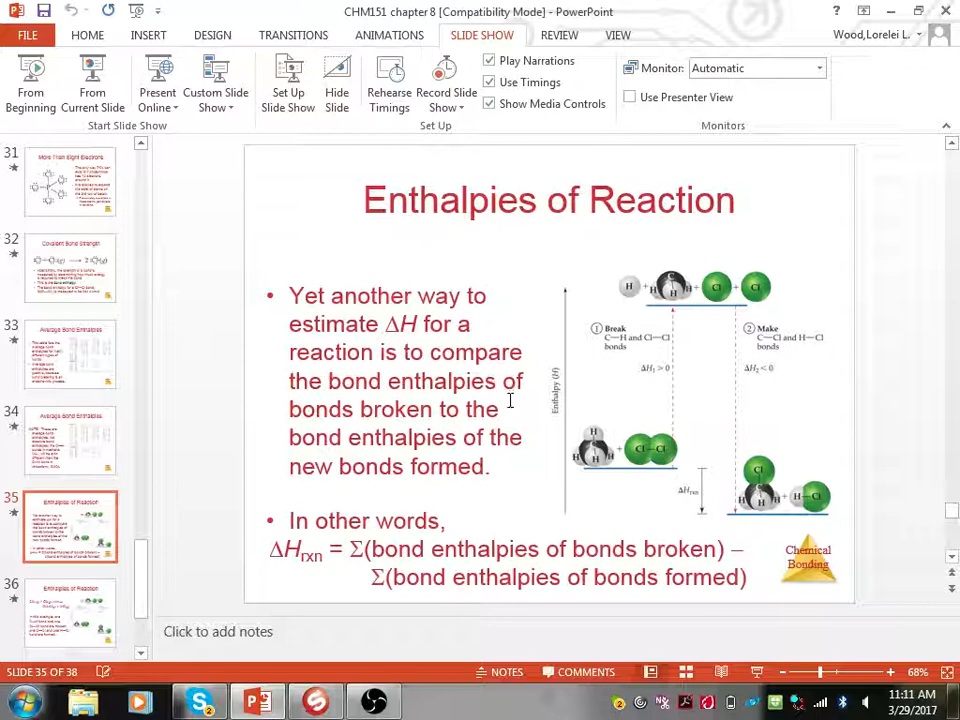 CHM151 chapter 8 [Compatibility Mode] - PowerPoint
FILE HOME INSERT DESIGN TRANSITIONS ANIMATIONS SLIDE SHOW REVIEW VIEW Wood,Lorelei L.
From Beginning
From Current Slide
Present Online
Custom Slide Show
Set Up Slide Show
Hide Slide
Rehearse Timings
Record Slide Show
Play Narrations
Use Timings
Show Media Controls
Monitor: Automatic
Use Presenter View
Start Slide Show Set Up Monitors
31
More Than Eight Electrons
32
Covalent Bond Strength
33
Average Bond Enthalpies
34
Average Bond Enthalpies
35
Enthalpies of Reaction
36
Enthalpies of Reaction
Enthalpies of Reaction
• Yet another way to
estimate ΔH for a
reaction is to compare
the bond enthalpies of
bonds broken to the
bond enthalpies of the
new bonds formed.
• In other words,
ΔHrxn = Σ(bond enthalpies of bonds broken) –
Σ(bond enthalpies of bonds formed)
H + H C H + Cl + Cl
① Break
C—H and Cl—Cl
bonds
ΔH₁ > 0
② Make
C—Cl and H—Cl
bonds
ΔH₂ < 0
Enthalpy (H)
H
H H H + Cl Cl
ΔHrxn
Cl
H H H + H Cl
Chemical
Bonding
Click to add notes
SLIDE 35 OF 38 NOTES COMMENTS 68%
11:11 AM
3/29/2017